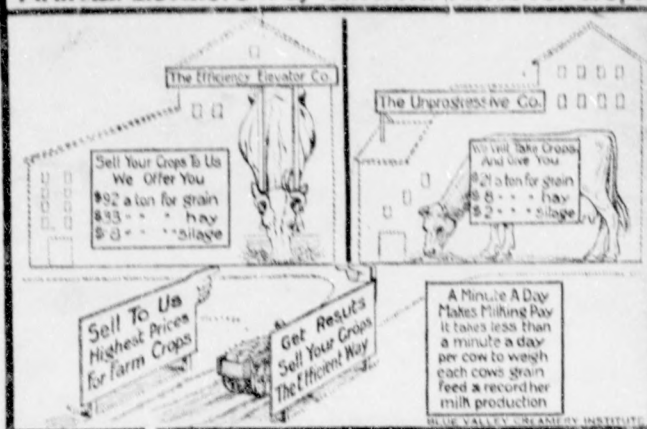 The Efficiency Elevator Co.
Sell Your Crops To Us
We Offer You
$92 a ton for grain
$33 " " " hay
$8 " " " silage
The Unprogressive Co.
We Will Take Crops
And Give You
$21 a ton for grain
$8 " " " hay
$2 " " " silage
Sell To Us
Highest Prices
For Farm Crops
Get Results
Sell Your Crops
The Efficient Way
A Minute A Day
Makes Milking Pay
It takes less than
a minute a day
per cow to weigh
each cows grain
feed & record her
milk production
BLUE VALLEY CREAMERY INSTITUTE